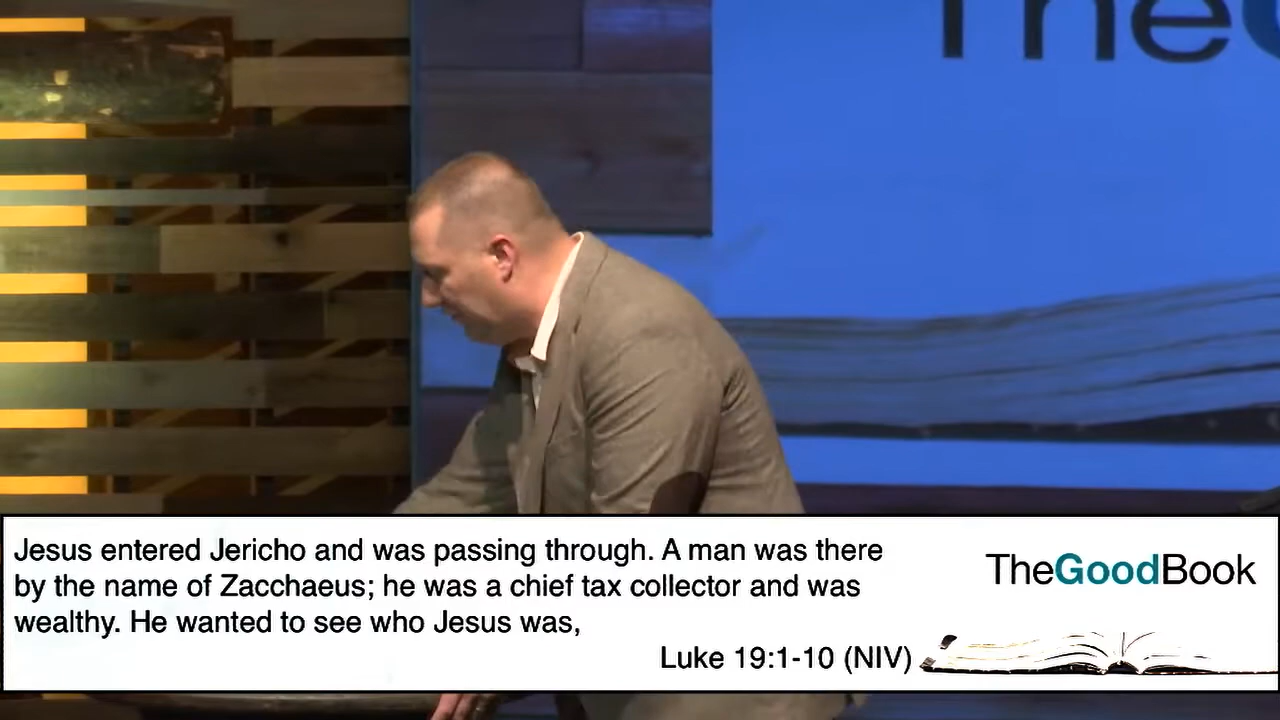 The
Jesus entered Jericho and was passing through. A man was there
by the name of Zacchaeus; he was a chief tax collector and was
wealthy. He wanted to see who Jesus was,
Luke 19:1-10 (NIV)
TheGoodBook